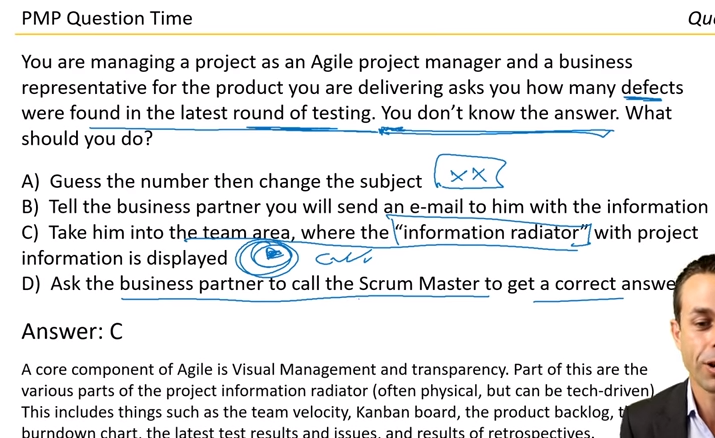 PMP Question Time
You are managing a project as an Agile project manager and a business
representative for the product you are delivering asks you how many defects
were found in the latest round of testing. You don't know the answer. What
should you do?
A) Guess the number then change the subject
B) Tell the business partner you will send an e-mail to him with the information
C) Take him into the team area, where the "information radiator" with project
information is displayed
D) Ask the business partner to call the Scrum Master to get a correct answe
Answer: C
A core component of Agile is Visual Management and transparency. Part of this are the
various parts of the project information radiator (often physical, but can be tech-driven)
This includes things such as the team velocity, Kanban board, the product backlog,
burndown chart, the latest test results and issues, and results of retrospectives.